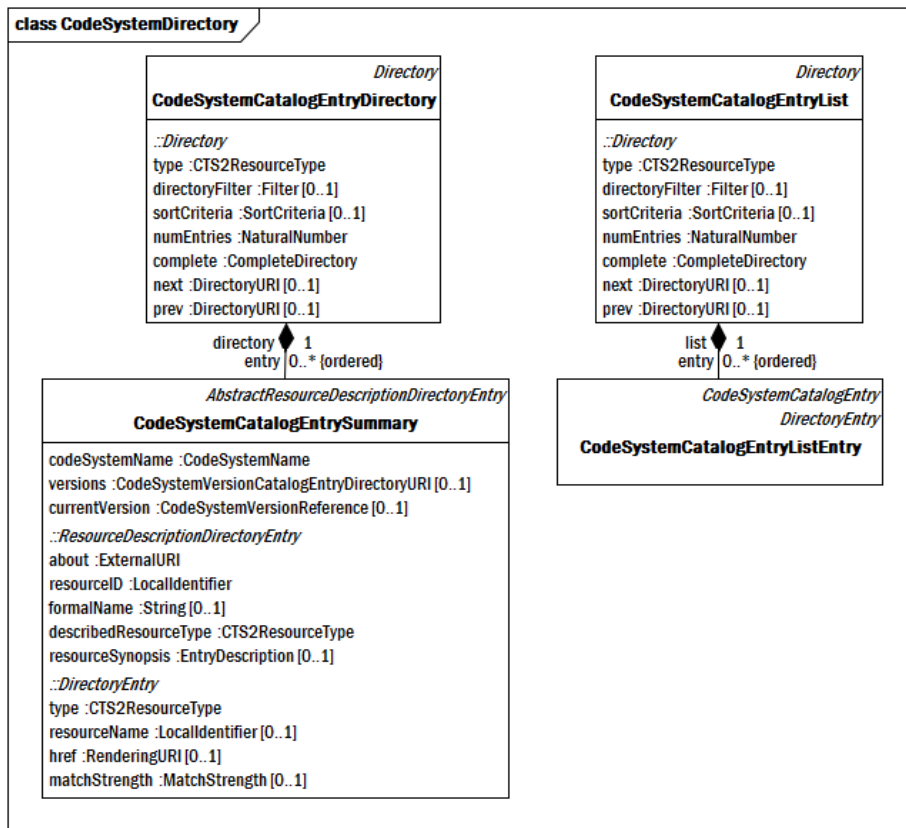 class CodeSystemDirectory
Directory
CodeSystemCatalogEntryDirectory
::Directory
type :CTS2ResourceType
directoryFilter :Filter [0..1]
sortCriteria :SortCriteria [0..1]
numEntries :NaturalNumber
complete :CompleteDirectory
next :DirectoryURI [0..1]
prev :DirectoryURI [0..1]
directory 1
entry 0..* {ordered}
AbstractResourceDescriptionDirectoryEntry
CodeSystemCatalogEntrySummary
codeSystemName :CodeSystemName
versions :CodeSystemVersionCatalogEntryDirectoryURI [0..1]
currentVersion :CodeSystemVersionReference [0..1]
::ResourceDescriptionDirectoryEntry
about :ExternalURI
resourceID :LocalIdentifier
formalName :String [0..1]
describedResourceType :CTS2ResourceType
resourceSynopsis :EntryDescription [0..1]
::DirectoryEntry
type :CTS2ResourceType
resourceName :LocalIdentifier [0..1]
href :RenderingURI [0..1]
matchStrength :MatchStrength [0..1]
Directory
CodeSystemCatalogEntryList
::Directory
type :CTS2ResourceType
directoryFilter :Filter [0..1]
sortCriteria :SortCriteria [0..1]
numEntries :NaturalNumber
complete :CompleteDirectory
next :DirectoryURI [0..1]
prev :DirectoryURI [0..1]
list 1
entry 0..* {ordered}
CodeSystemCatalogEntry
DirectoryEntry
CodeSystemCatalogEntryListEntry